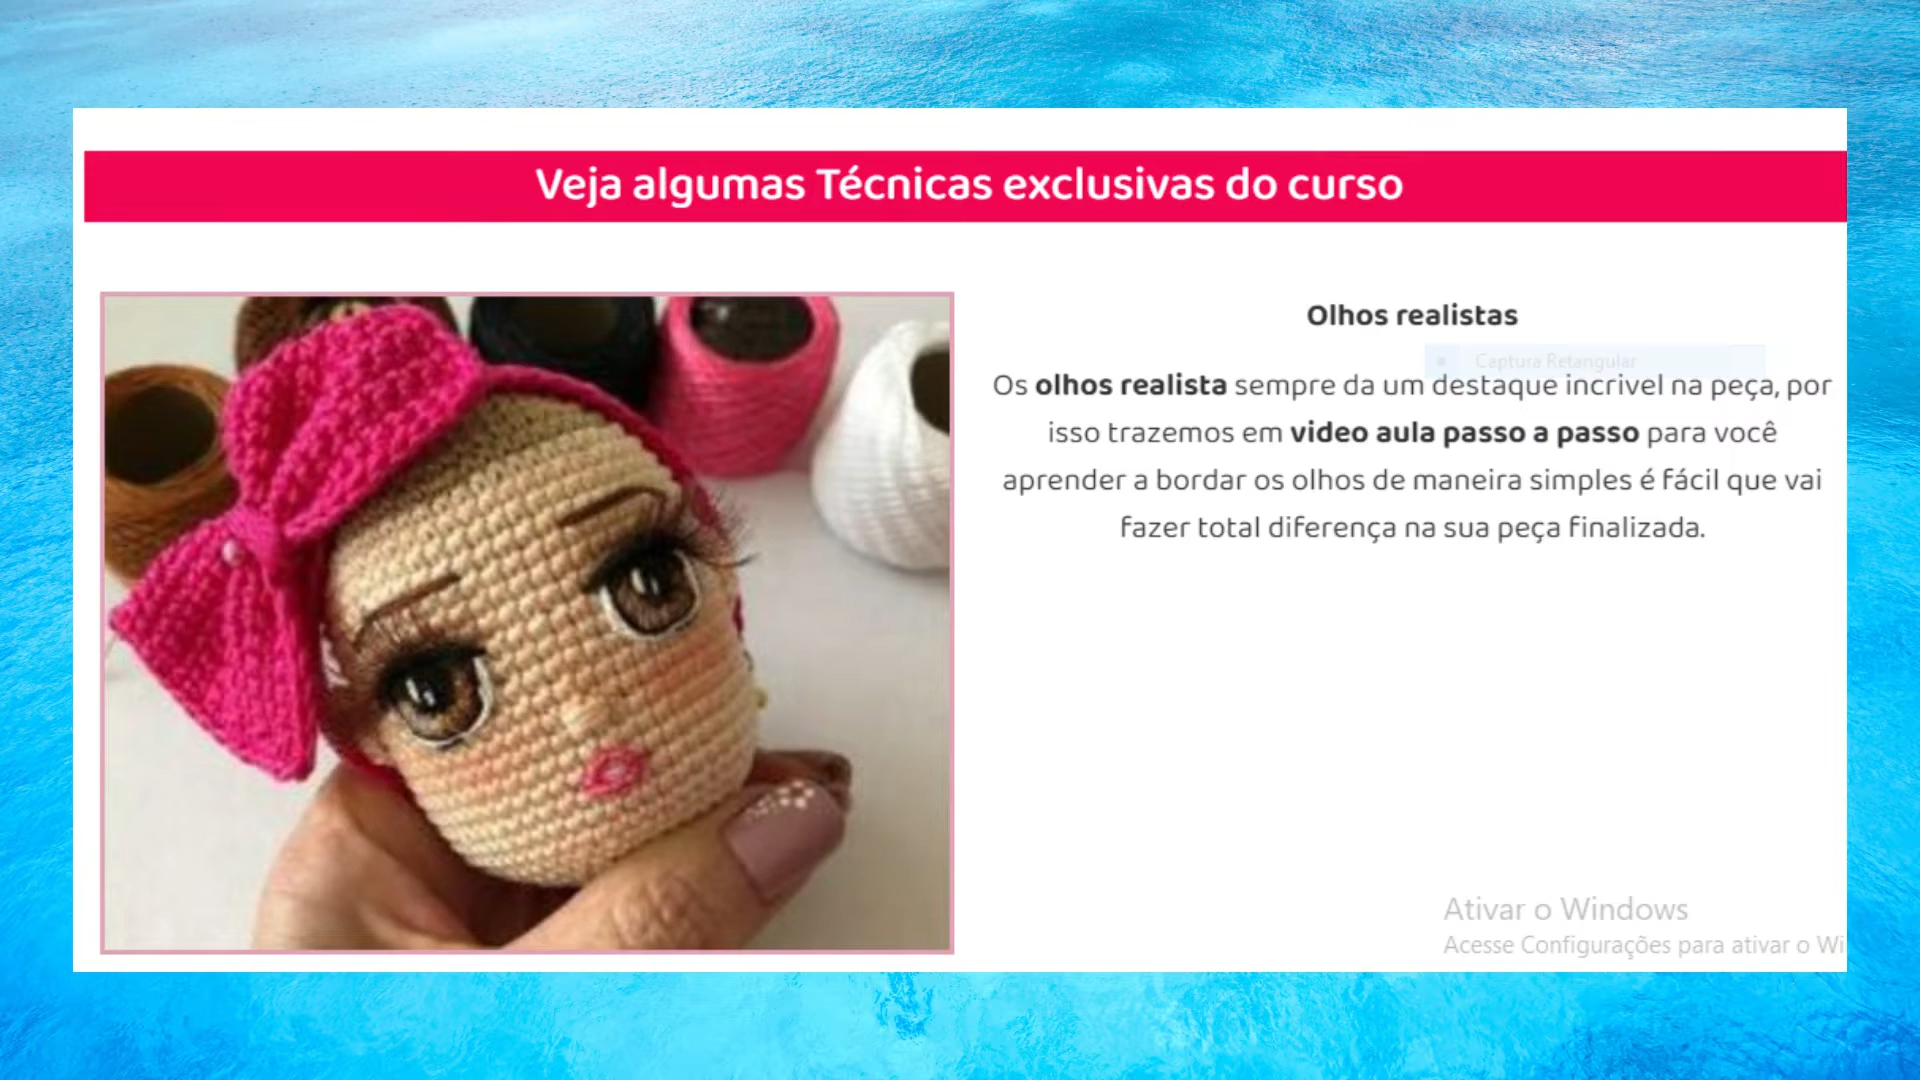 Veja algumas Técnicas exclusivas do curso
Olhos realistas
Captura Retangular
Os olhos realista sempre da um destaque incrivel na peça, por
isso trazemos em video aula passo a passo para você
aprender a bordar os olhos de maneira simples é fácil que vai
fazer total diferença na sua peça finalizada.
Ativar o Windows
Acesse Configurações para ativar o Wi